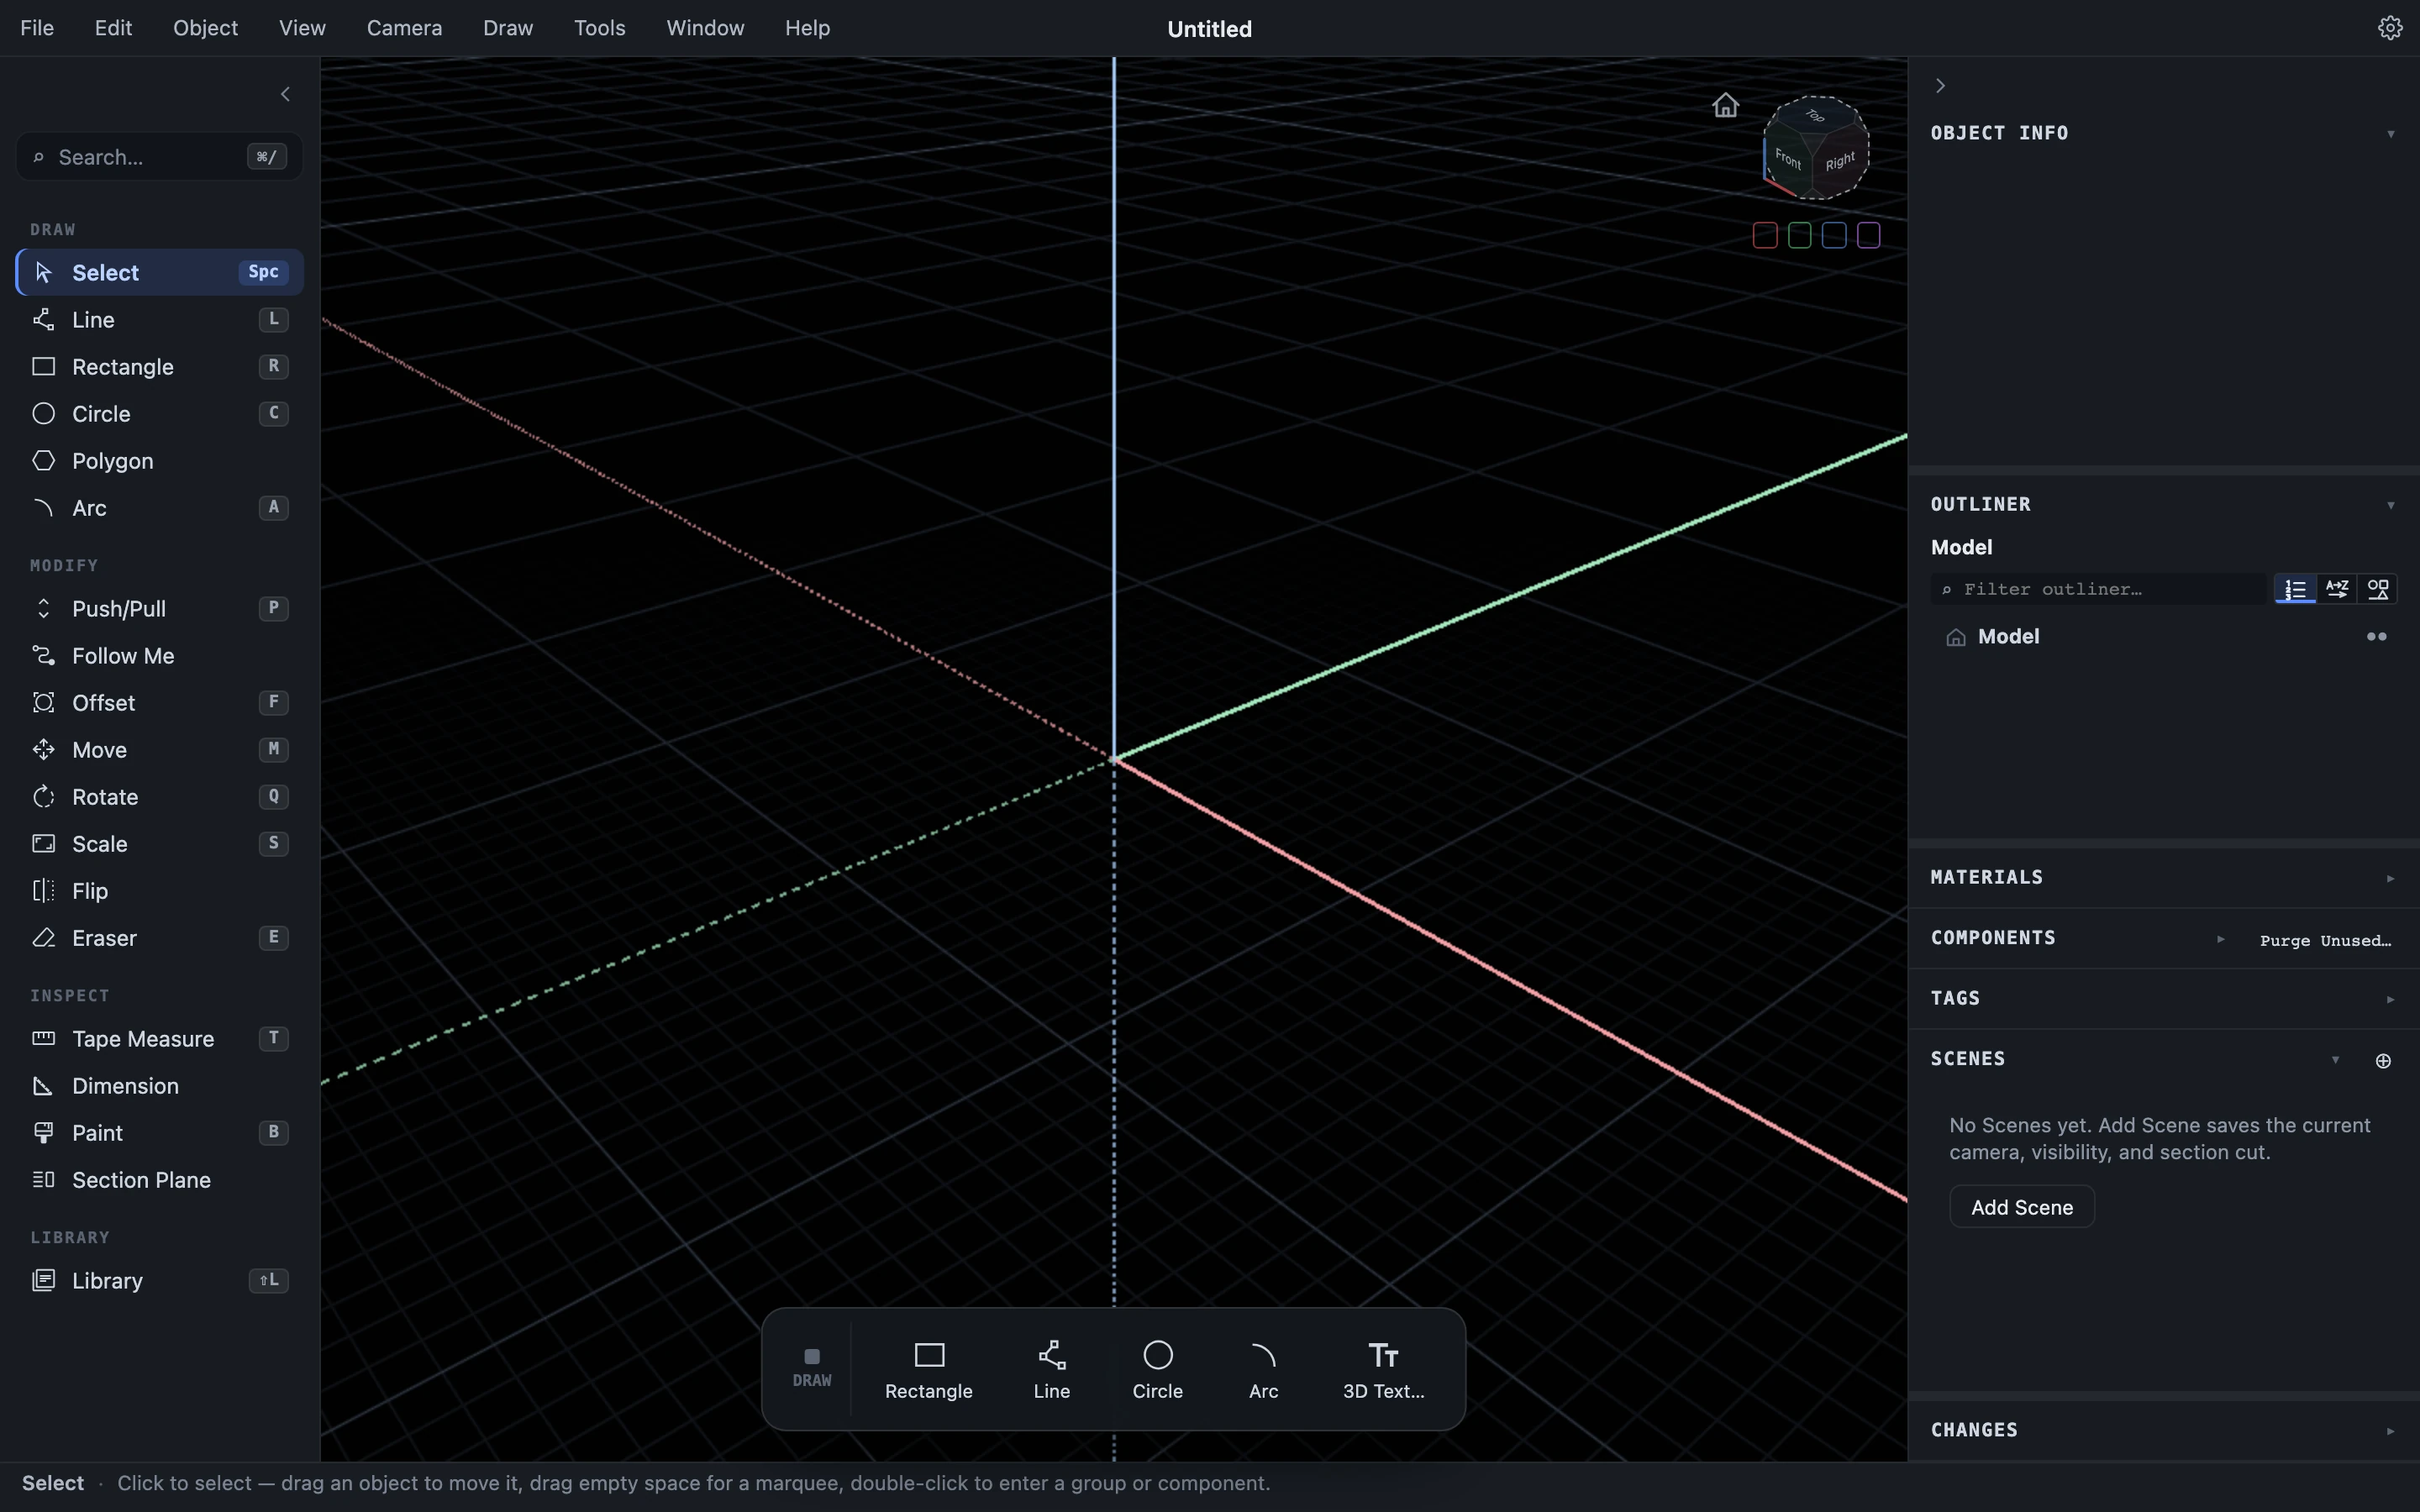 File Edit Object View Camera Draw Tools Window Help
Untitled
Search... ⌘/
DRAW
Select Spc
Line L
Rectangle R
Circle C
Polygon
Arc A
MODIFY
Push/Pull P
Follow Me
Offset F
Move M
Rotate Q
Scale S
Flip
Eraser E
INSPECT
Tape Measure T
Dimension
Paint B
Section Plane
LIBRARY
Library ⇧L
Top
Front
Right
DRAW
Rectangle
Line
Circle
Arc
3D Text...
OBJECT INFO
OUTLINER
Model
Filter outliner…
Model
MATERIALS
COMPONENTS
Purge Unused…
TAGS
SCENES
No Scenes yet. Add Scene saves the current
camera, visibility, and section cut.
Add Scene
CHANGES
Select · Click to select — drag an object to move it, drag empty space for a marquee, double-click to enter a group or component.